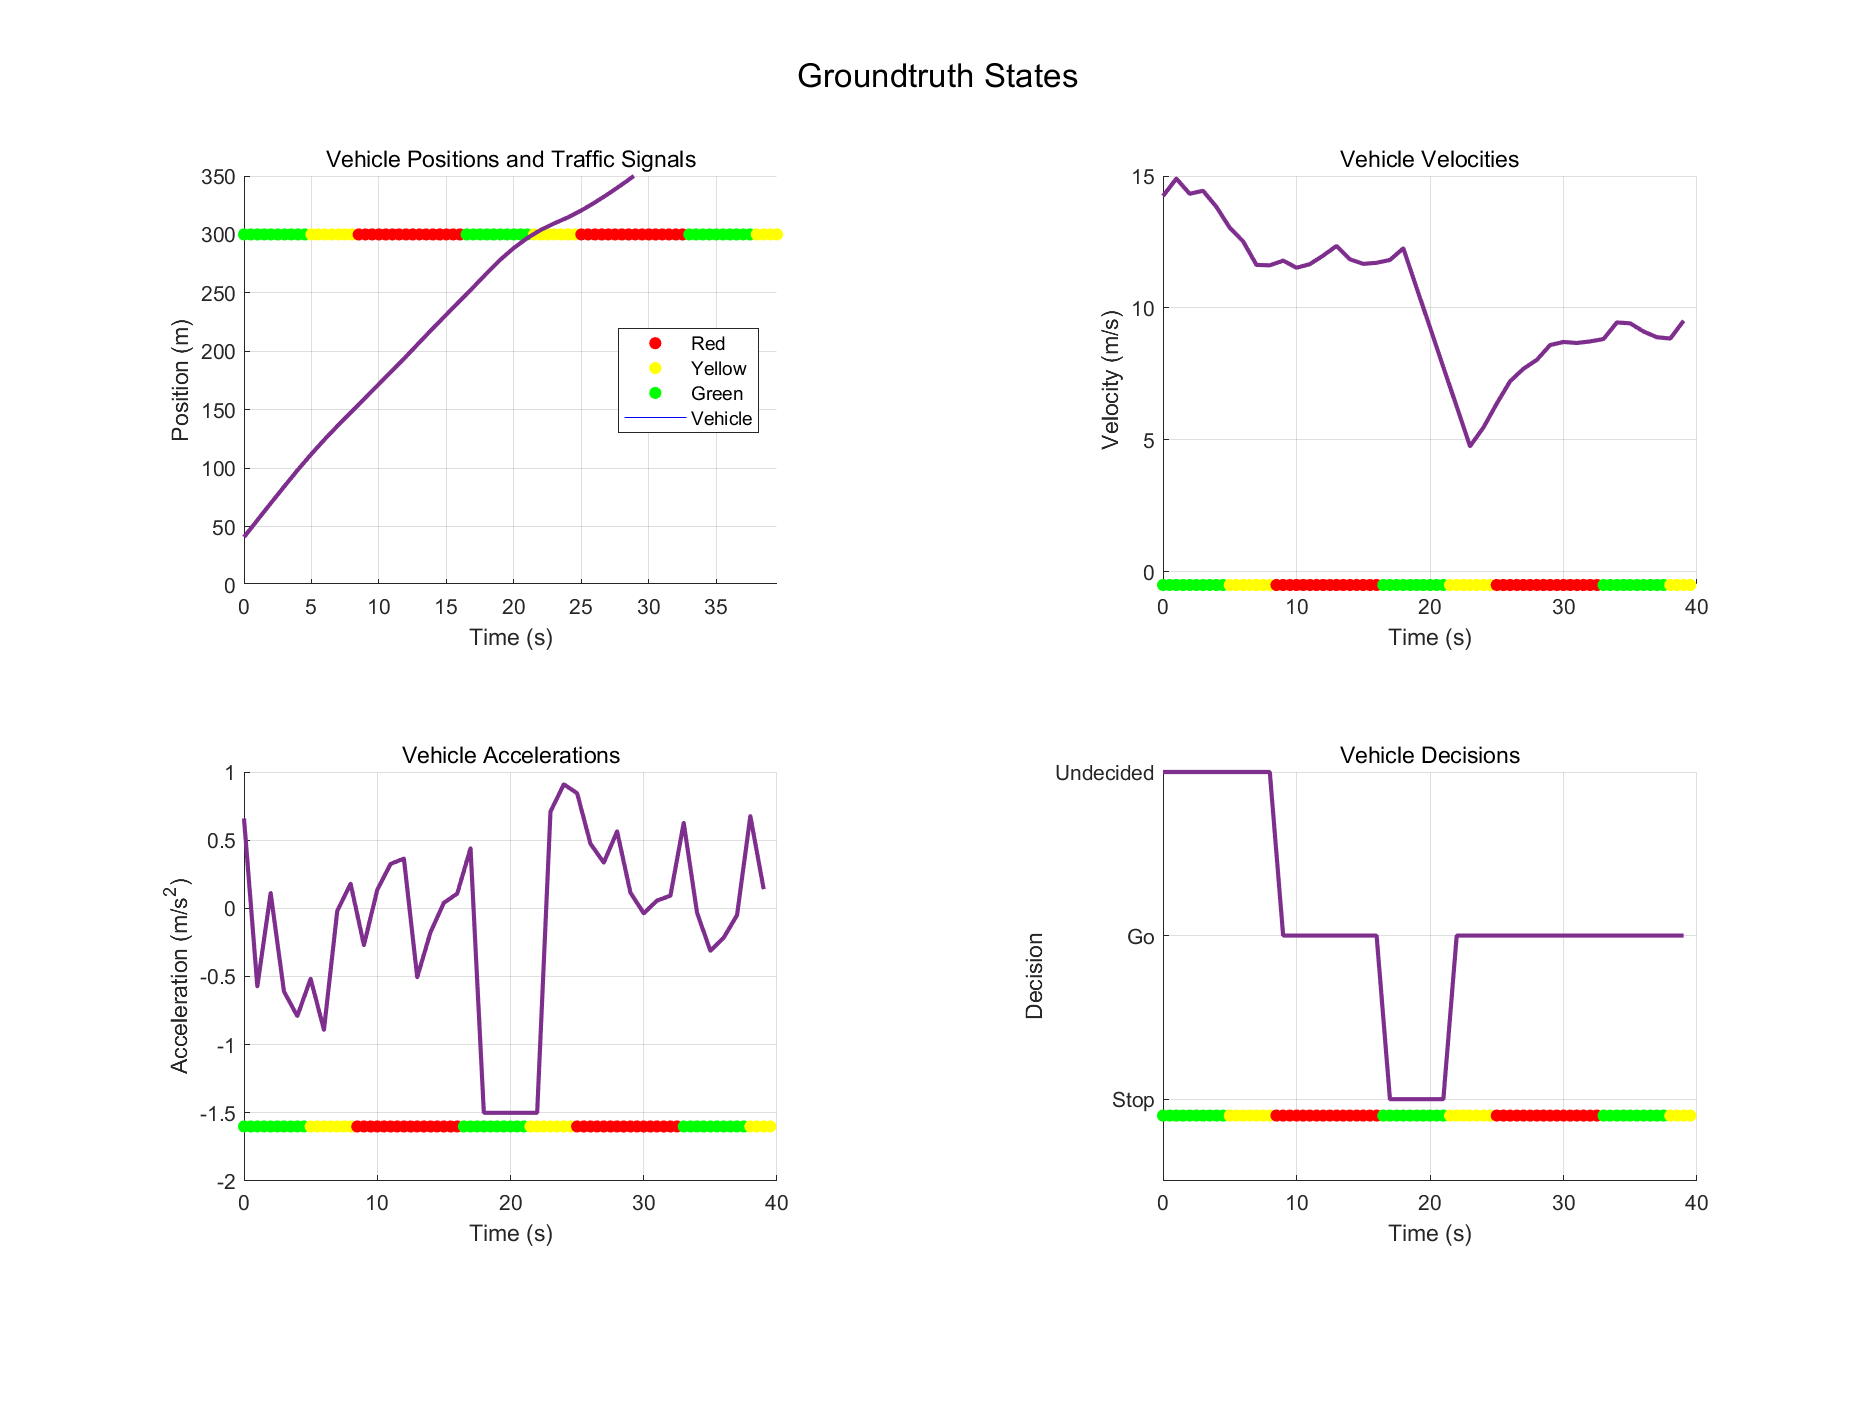 Groundtruth States
Vehicle Positions and Traffic Signals
350
300
250
200
150
100
50
0
Position (m)
0 5 10 15 20 25 30 35
Time (s)
Red
Yellow
Green
Vehicle
Vehicle Velocities
15
10
5
0
Velocity (m/s)
0 10 20 30 40
Time (s)
Vehicle Accelerations
1
0.5
0
-0.5
-1
-1.5
-2
Acceleration (m/s²)
0 10 20 30 40
Time (s)
Vehicle Decisions
Undecided
Go
Stop
Decision
0 10 20 30 40
Time (s)